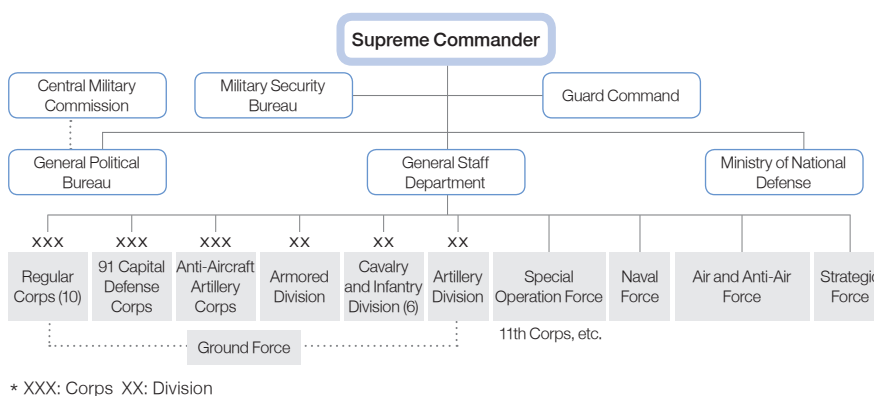 Supreme Commander
Central Military
Commission
Military Security
Bureau
Guard Command
General Political
Bureau
General Staff
Department
Ministry of National
Defense
XXX
XXX
XXX
XX
XX
XX
Regular
Corps (10)
91 Capital
Defense
Corps
Anti-Aircraft
Artillery
Corps
Armored
Division
Cavalry
and Infantry
Division (6)
Artillery
Division
Special
Operation Force
Naval
Force
Air and Anti-Air
Force
Strategic
Force
11th Corps, etc.
Ground Force
* XXX: Corps XX: Division